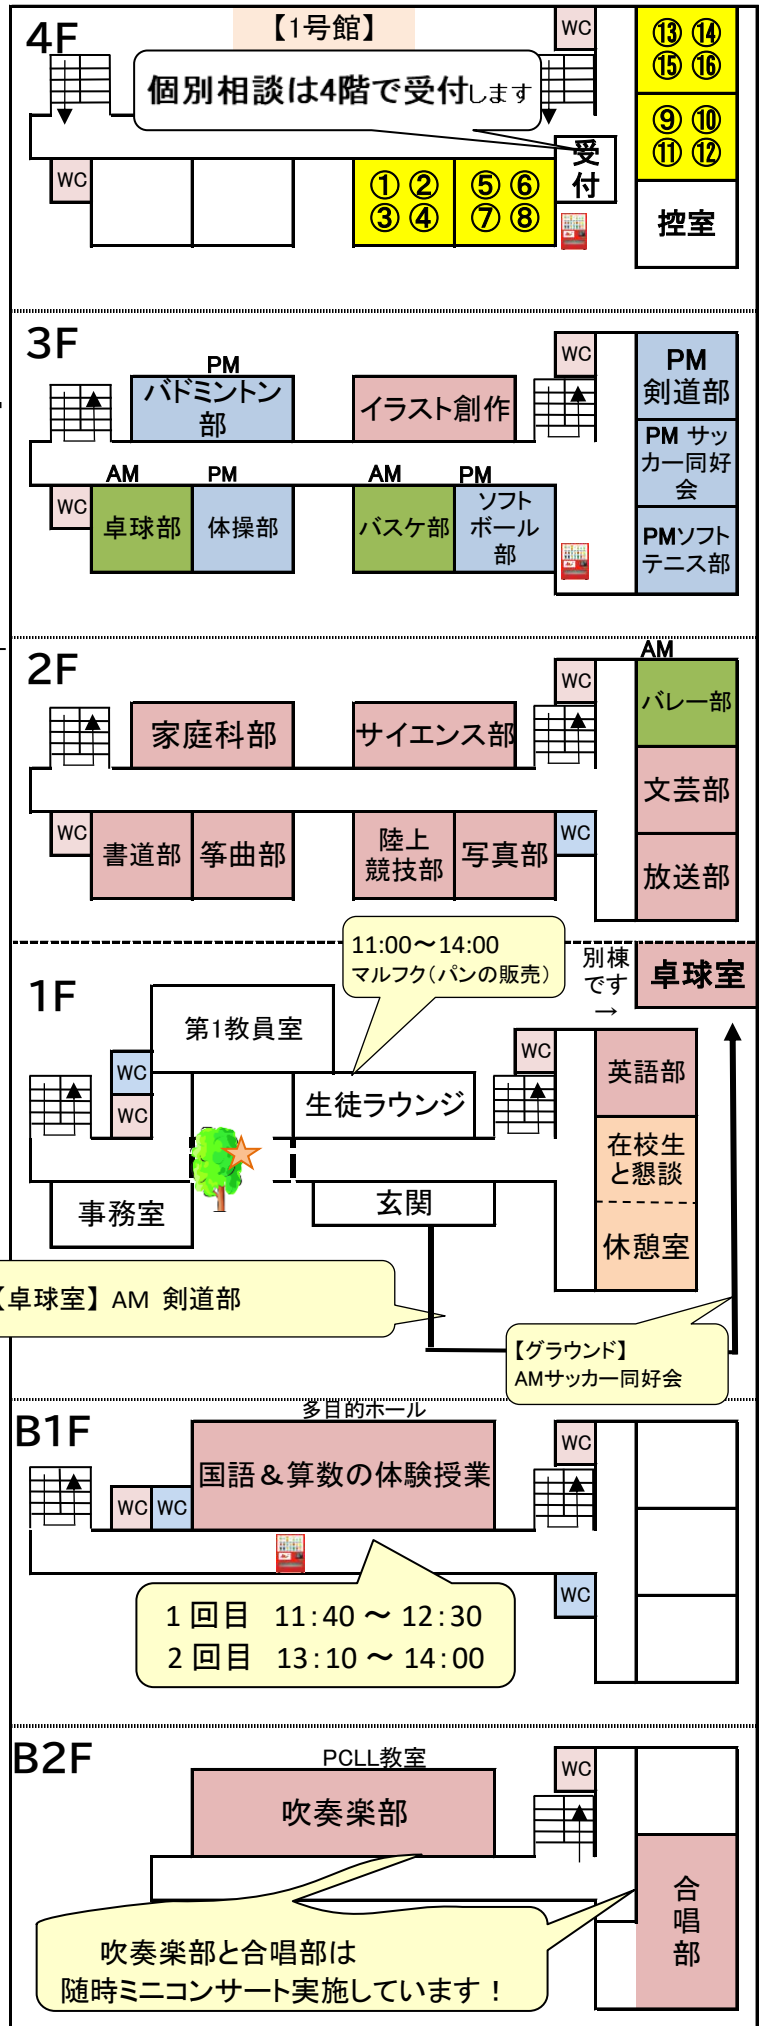 4F
【1号館】
WC
⑬ ⑭
⑮ ⑯
個別相談は4階で受付します
⑨ ⑩
⑪ ⑫
受
付
WC
① ②
③ ④
⑤ ⑥
⑦ ⑧
控室
3F
PM
バドミントン
部
イラスト創作
WC
PM
剣道部
PM サッ
カー同好
会
AM
PM
AM
PM
WC
卓球部
体操部
バスケ部
ソフト
ボール
部
PMソフト
テニス部
2F
AM
WC
バレー部
家庭科部
サイエンス部
文芸部
WC
書道部
筝曲部
陸上
競技部
写真部
WC
放送部
11:00～14:00
マルフク(パンの販売)
別棟
です
→
卓球室
1F
第1教員室
WC
WC
WC
生徒ラウンジ
英語部
在校生
と懇談
事務室
玄関
休憩室
【卓球室】 AM 剣道部
【グラウンド】
AMサッカー同好会
B1F
多目的ホール
国語＆算数の体験授業
WC
WC
WC
WC
1回目 11:40 ～ 12:30
2回目 13:10 ～ 14:00
B2F
PCLL教室
WC
吹奏楽部
合
唱
部
吹奏楽部と合唱部は
随時ミニコンサート実施しています！